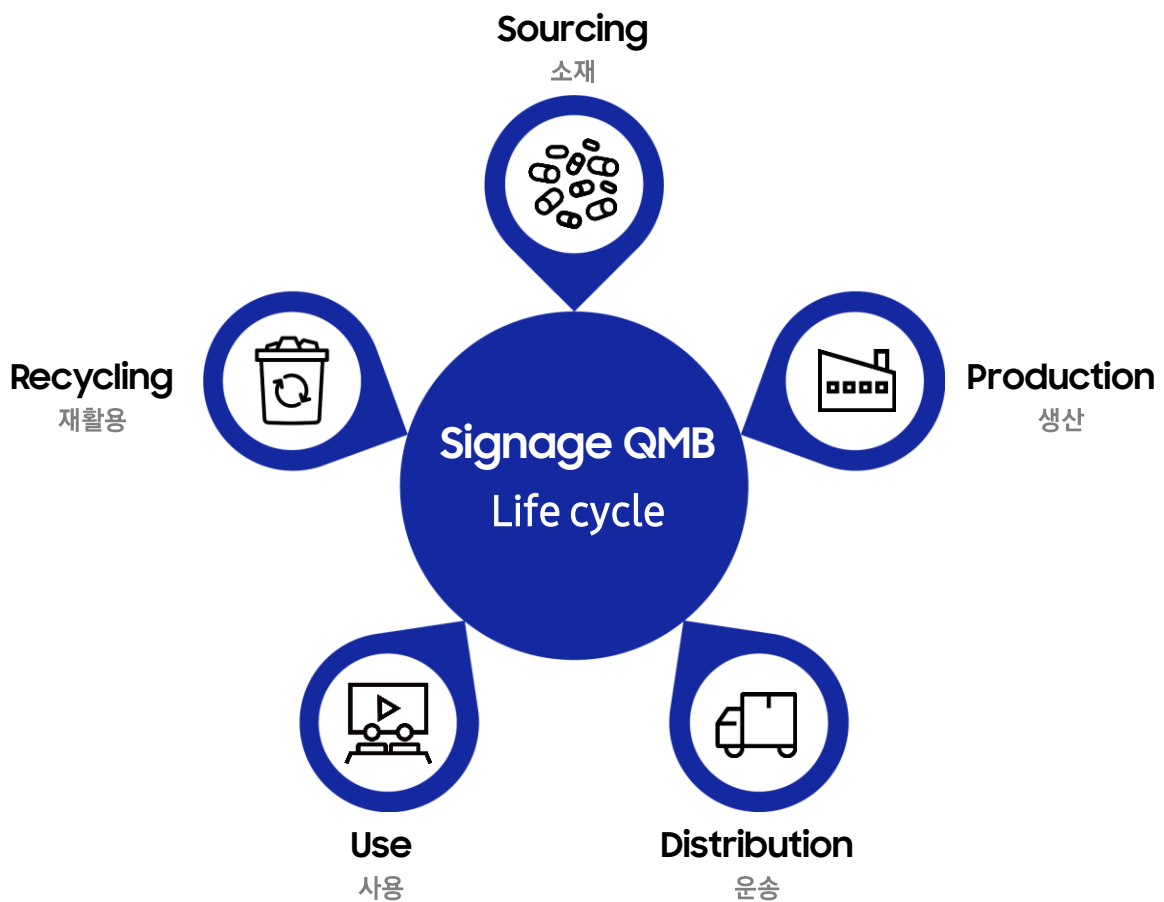 Sourcing
소재
Recycling
재활용
Production
생산
Signage QMB
Life cycle
Use
사용
Distribution
운송